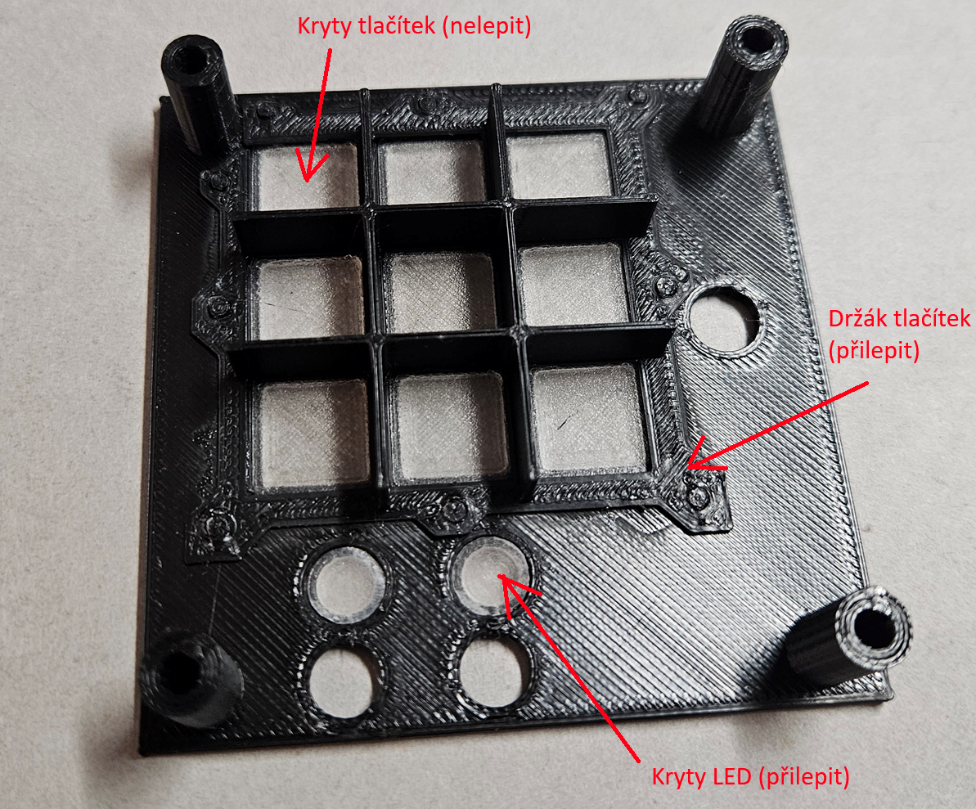 Kryty tlačítek (nelepit)
Držák tlačítek
(přilepit)
Kryty LED (přilepit)